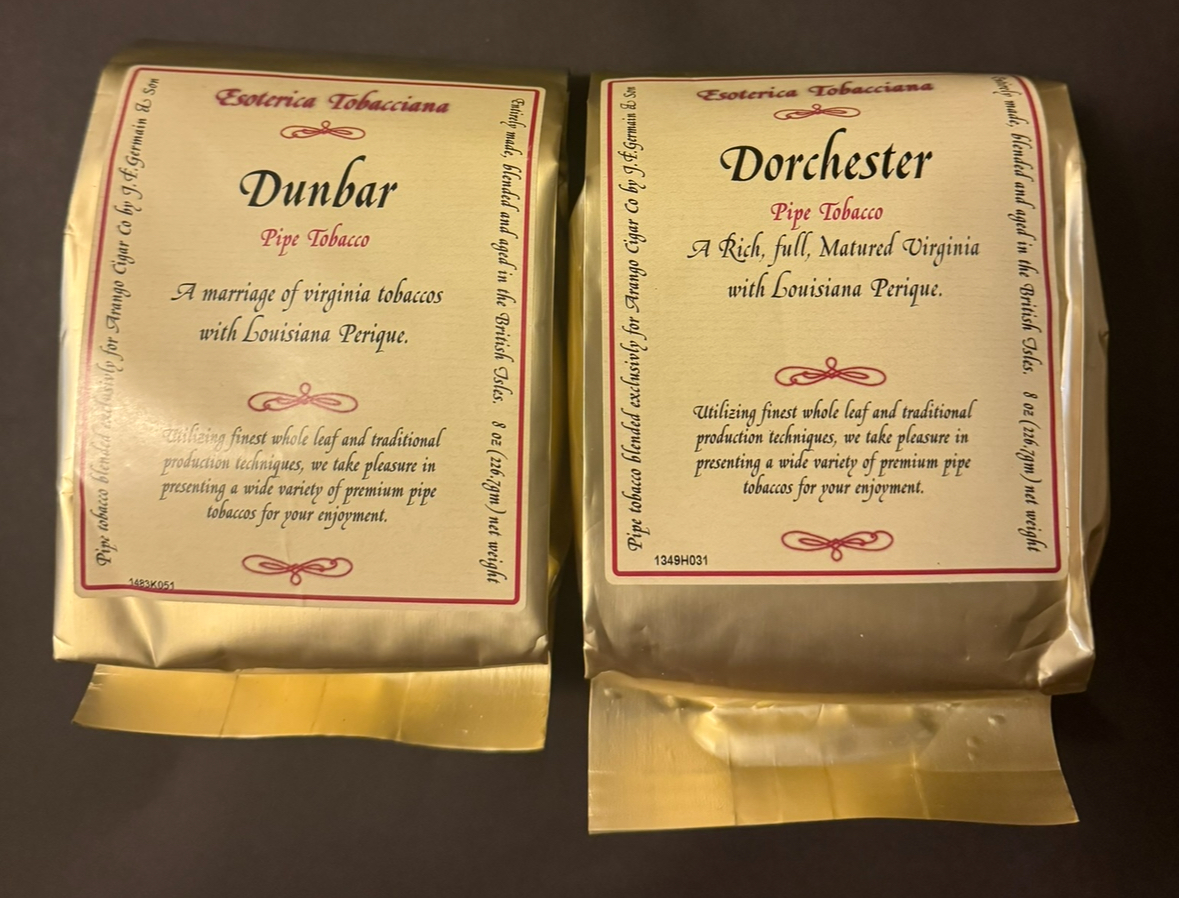 Esoterica Tobacciana
Dunbar
Pipe Tobacco
A marriage of virginia tobaccos
with Louisiana Perique.
Utilizing finest whole leaf and traditional
production techniques, we take pleasure in
presenting a wide variety of premium pipe
tobaccos for your enjoyment.
1483K051
Pipe tobacco blended exclusivly for Arango Cigar Co by J.F.Germain & Son
Entirely made, blended and aged in the British Isles. 8 oz (226,7gm) net weight
Esoterica Tobacciana
Dorchester
Pipe Tobacco
A Rich, full, Matured Virginia
with Louisiana Perique.
Utilizing finest whole leaf and traditional
production techniques, we take pleasure in
presenting a wide variety of premium pipe
tobaccos for your enjoyment.
1349H031
Pipe tobacco blended exclusivly for Arango Cigar Co by J.F.Germain & Son
Entirely made, blended and aged in the British Isles. 8 oz (226,7gm) net weight